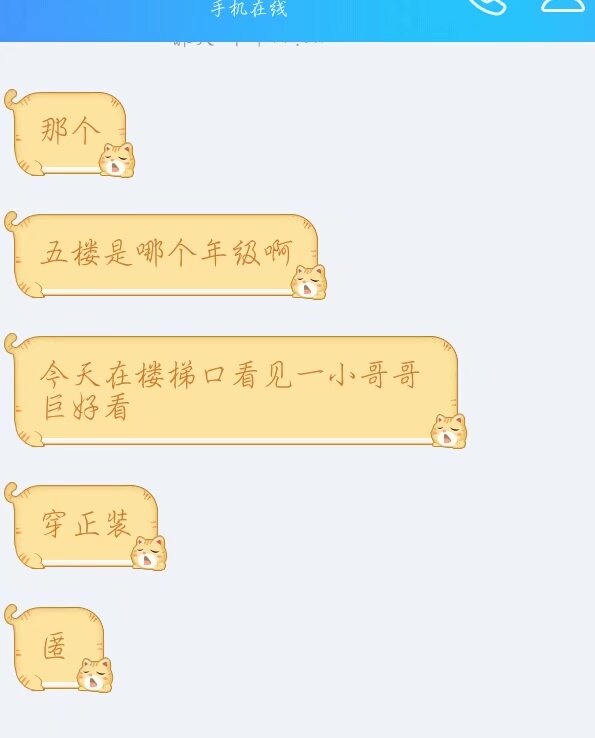 手机在线
那个
五楼是哪个年级啊
今天在楼梯口看见一小哥哥
巨好看
穿正装
匿